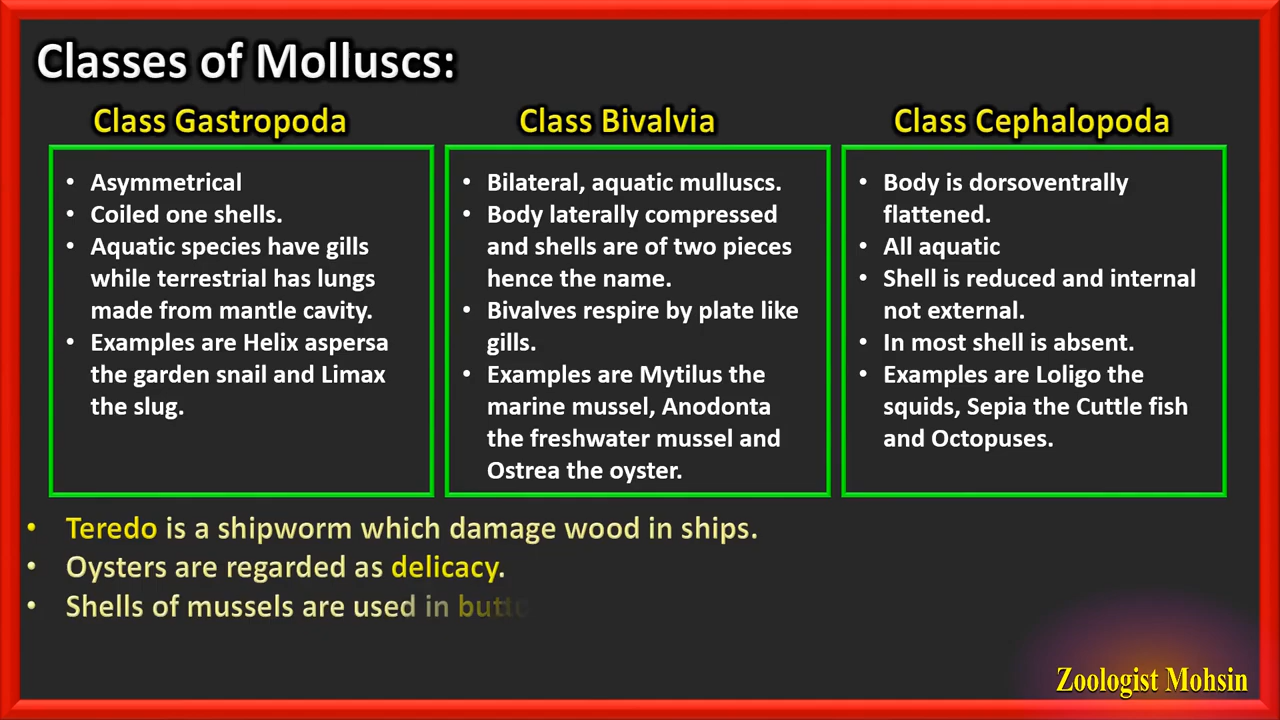 Classes of Molluscs:
Class Gastropoda
• Asymmetrical
• Coiled one shells.
• Aquatic species have gills
while terrestrial has lungs
made from mantle cavity.
• Examples are Helix aspersa
the garden snail and Limax
the slug.
Class Bivalvia
• Bilateral, aquatic mulluscs.
• Body laterally compressed
and shells are of two pieces
hence the name.
• Bivalves respire by plate like
gills.
• Examples are Mytilus the
marine mussel, Anodonta
the freshwater mussel and
Ostrea the oyster.
Class Cephalopoda
• Body is dorsoventrally
flattened.
• All aquatic
• Shell is reduced and internal
not external.
• In most shell is absent.
• Examples are Loligo the
squids, Sepia the Cuttle fish
and Octopuses.
• Teredo is a shipworm which damage wood in ships.
• Oysters are regarded as delicacy.
• Shells of mussels are used in
Zoologist Mohsin